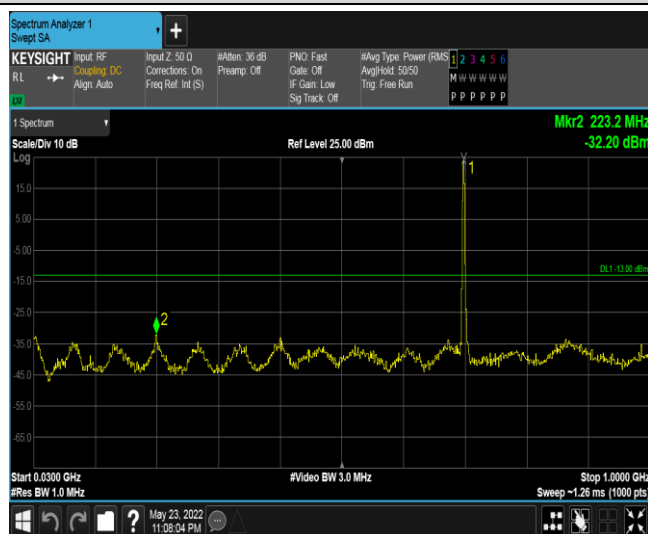 Spectrum Analyzer 1
Swept SA
+
KEYSIGHT
Input: RF
Input Z: 50 Ω
#Atten: 36 dB
PNO: Fast
#Avg Type: Power (RMS
1 2 3 4 5 6
RL
Coupling: DC
Corrections: On
Preamp: Off
Gate: Off
Avg|Hold: 50/50
M W W W W W
Align: Auto
Freq Ref: Int (S)
IF Gain: Low
Trig: Free Run
Sig Track: Off
P P P P P P
LXI
1 Spectrum
Mkr2 223.2 MHz
Scale/Div 10 dB
Ref Level 25.00 dBm
-32.20 dBm
Log
1
15.0
5.00
-5.00
DL1 -13.00 dBm
-15.0
-25.0
2
-35.0
-45.0
-55.0
-65.0
Start 0.0300 GHz
#Video BW 3.0 MHz
Stop 1.0000 GHz
#Res BW 1.0 MHz
Sweep ~1.26 ms (1000 pts)
?
May 23, 2022
11:08:04 PM